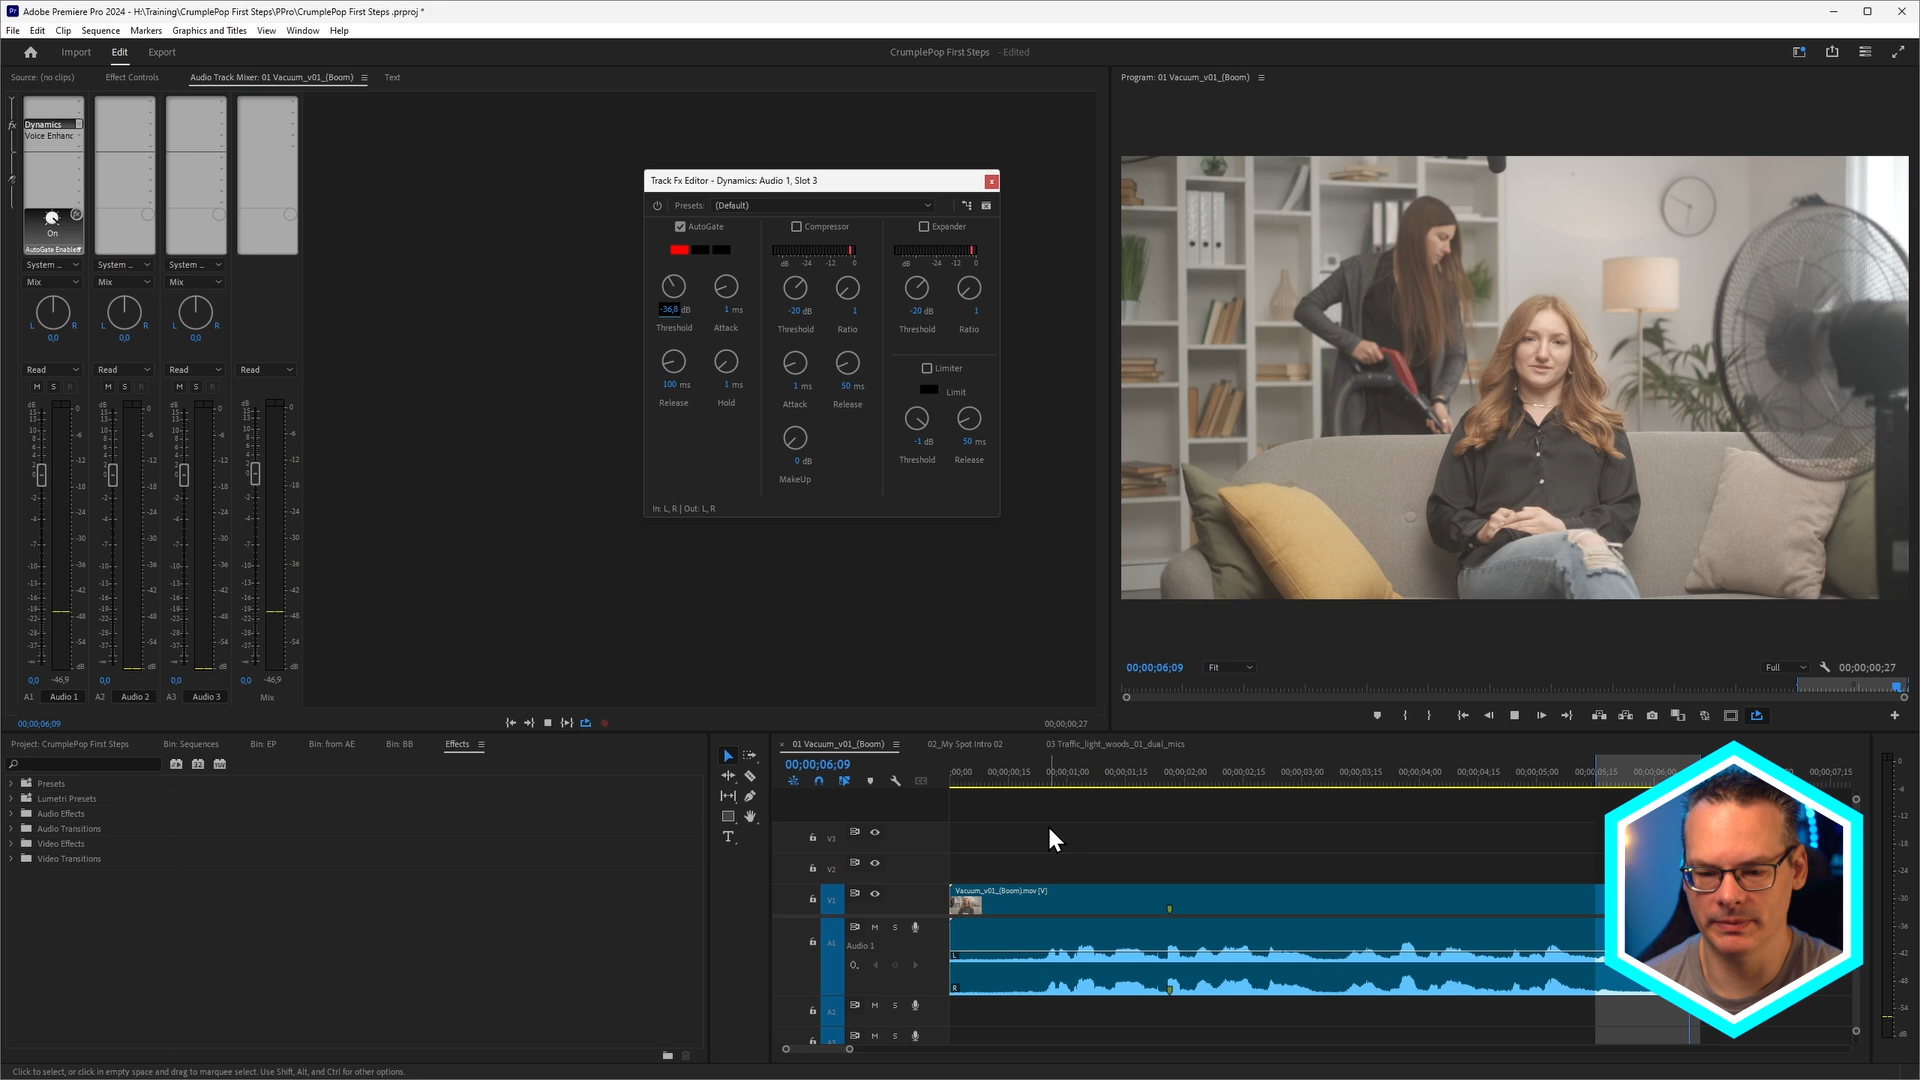 Adobe Premiere Pro 2024 - H:\Training\CrumplePop First Steps\PPro\CrumplePop First Steps .prproj *
File Edit Clip Sequence Markers Graphics and Titles View Window Help
Import Edit Export
CrumplePop First Steps - Edited
Source: (no clips) Effect Controls Audio Track Mixer: 01 Vacuum_v01_(Boom) Text
Program: 01 Vacuum_v01_(Boom)
Dynamics
Voice Enhanc
On
AutoGate Enable
System ... System ... System ...
Mix Mix Mix
L R L R L R
0,0 0,0 0,0
Read Read Read Read
M S R M S R M S R
0,0 -46,9 0,0 0,0 0,0 -46,9
A1 Audio 1 A2 Audio 2 A3 Audio 3 Mix
00;00;06;09
00;00;00;27
Track Fx Editor - Dynamics: Audio 1, Slot 3
Presets: (Default)
AutoGate Compressor Expander
dB -24 -12 0 dB -24 -12 0
-36,8 dB 1 ms -20 dB 1 -20 dB 1
Threshold Attack Threshold Ratio Threshold Ratio
Limiter
Limit
100 ms 1 ms 1 ms 50 ms
Release Hold Attack Release
-1 dB 50 ms
Threshold Release
0 dB
MakeUp
In: L, R | Out: L, R
00;00;06;09 Fit Full 00;00;00;27
Project: CrumplePop First Steps Bin: Sequences Bin: EP Bin: from AE Bin: BB Effects
Presets
Lumetri Presets
Audio Effects
Audio Transitions
Video Effects
Video Transitions
01 Vacuum_v01_(Boom) 02_My Spot Intro 02 03 Traffic_light_woods_01_dual_mics
00;00;06;09
;00;00 00;00;00;15 00;00;01;00 00;00;01;15 00;00;02;00 00;00;02;15 00;00;03;00 00;00;03;15 00;00;04;00 00;00;04;15 00;00;05;00 00;00;05;15 00;00;06;00 00;00;07;15
V3
V2
V1
Vacuum_v01_(Boom).mov [V]
A1 M S
Audio 1
L
R
A2 M S
M S
Click to select, or click in empty space and drag to marquee select. Use Shift, Alt, and Ctrl for other options.